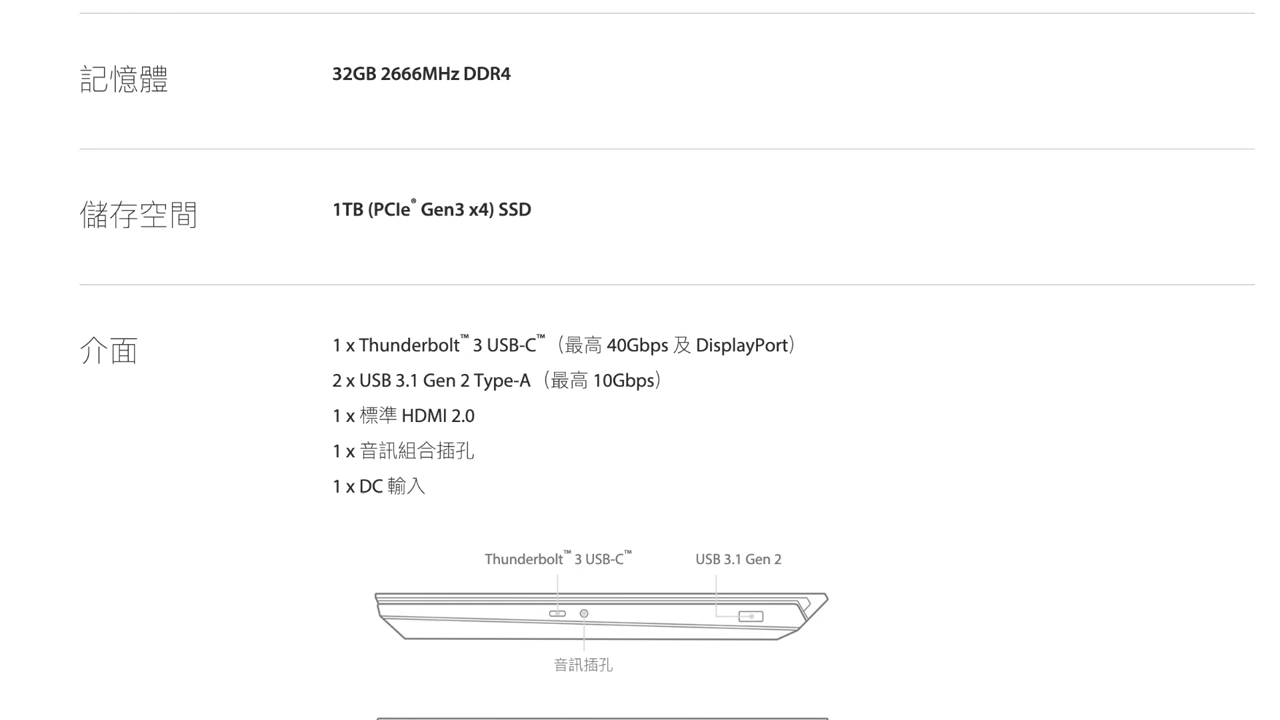 記憶體
32GB 2666MHz DDR4
儲存空間
1TB (PCIe® Gen3 x4) SSD
介面
1 x Thunderbolt™ 3 USB-C™（最高 40Gbps 及 DisplayPort）
2 x USB 3.1 Gen 2 Type-A（最高 10Gbps）
1 x 標準 HDMI 2.0
1 x 音訊組合插孔
1 x DC 輸入
Thunderbolt™ 3 USB-C™
USB 3.1 Gen 2
音訊插孔